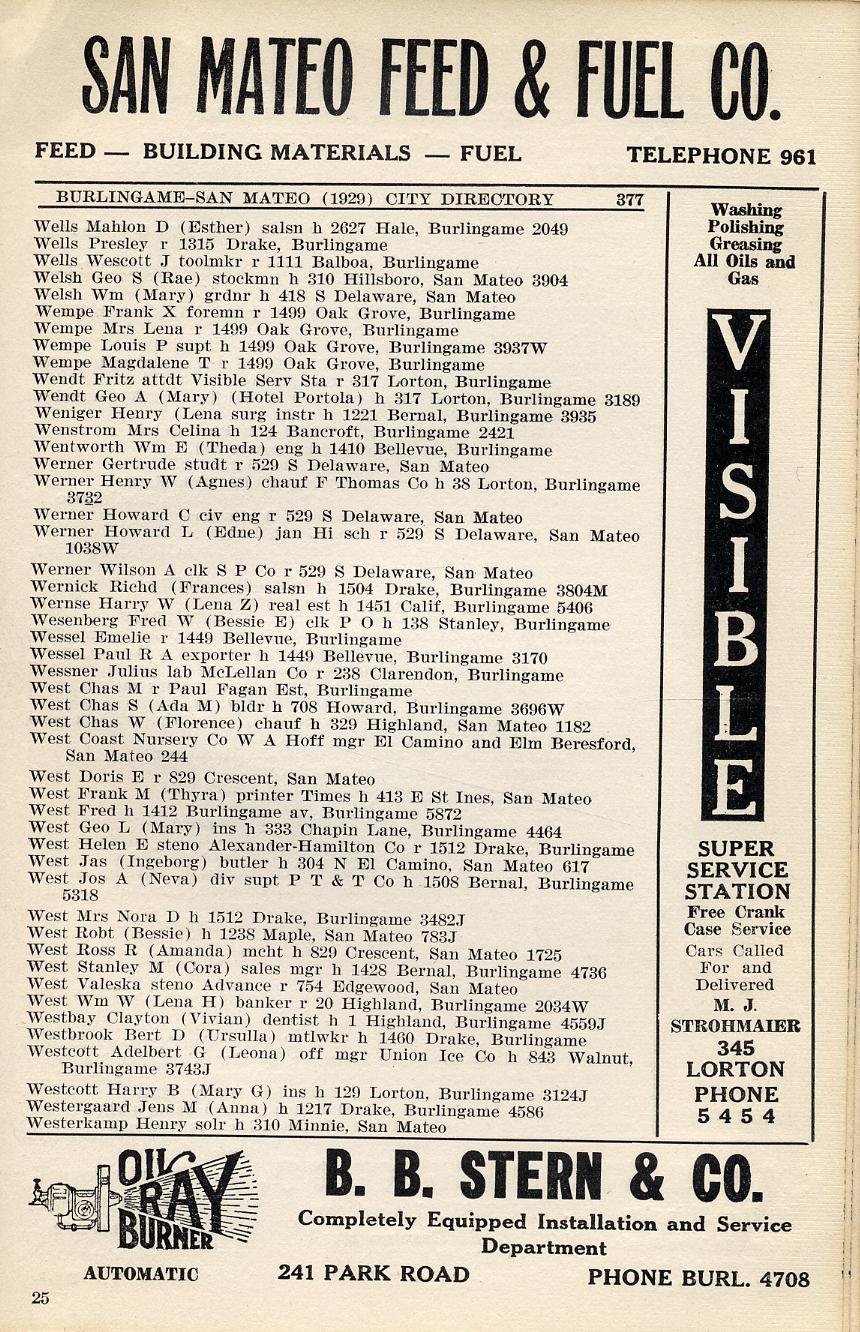 SAN MATEO FEED & FUEL CO.
FEED — BUILDING MATERIALS — FUEL TELEPHONE 961
BURLINGAME–SAN MATEO (1929) CITY DIRECTORY 377
Wells Mahlon D (Esther) salsn h 2627 Hale, Burlingame 2049
Wells Presley r 1315 Drake, Burlingame
Wells Wescott J toolmkr r 1111 Balboa, Burlingame
Welsh Geo S (Rae) stockmn h 310 Hillsboro, San Mateo 3904
Welsh Wm (Mary) grdnr h 418 S Delaware, San Mateo
Wempe Frank X foremn r 1499 Oak Grove, Burlingame
Wempe Mrs Lena r 1499 Oak Grove, Burlingame
Wempe Louis P supt h 1499 Oak Grove, Burlingame 3937W
Wempe Magdalene T r 1499 Oak Grove, Burlingame
Wendt Fritz attdt Visible Serv Sta r 317 Lorton, Burlingame
Wendt Geo A (Mary) (Hotel Portola) h 317 Lorton, Burlingame 3189
Weniger Henry (Lena surg instr h 1221 Bernal, Burlingame 3935
Wenstrom Mrs Celina h 124 Bancroft, Burlingame 2421
Wentworth Wm E (Theda) eng h 1410 Bellevue, Burlingame
Werner Gertrude studt r 529 S Delaware, San Mateo
Werner Henry W (Agnes) chauf F Thomas Co h 38 Lorton, Burlingame
3732
Werner Howard C civ eng r 529 S Delaware, San Mateo
Werner Howard L (Edne) jan Hi sch r 529 S Delaware, San Mateo
1038W
Werner Wilson A clk S P Co r 529 S Delaware, San Mateo
Wernick Richd (Frances) salsn h 1504 Drake, Burlingame 3804M
Wernse Harry W (Lena Z) real est h 1451 Calif, Burlingame 5406
Wesenberg Fred W (Bessie E) clk P O h 138 Stanley, Burlingame
Wessel Emelie r 1449 Bellevue, Burlingame
Wessel Paul R A exporter h 1449 Bellevue, Burlingame 3170
Wessner Julius lab McLellan Co r 238 Clarendon, Burlingame
West Chas M r Paul Fagan Est, Burlingame
West Chas S (Ada M) bldr h 708 Howard, Burlingame 3696W
West Chas W (Florence) chauf h 329 Highland, San Mateo 1182
West Coast Nursery Co W A Hoff mgr El Camino and Elm Beresford,
San Mateo 244
West Doris E r 829 Crescent, San Mateo
West Frank M (Thyra) printer Times h 413 E St Ines, San Mateo
West Fred h 1412 Burlingame av, Burlingame 5872
West Geo L (Mary) ins h 333 Chapin Lane, Burlingame 4464
West Helen E steno Alexander-Hamilton Co r 1512 Drake, Burlingame
West Jas (Ingeborg) butler h 304 N El Camino, San Mateo 617
West Jos A (Neva) div supt P T & T Co h 1508 Bernal, Burlingame
5318
West Mrs Nora D h 1512 Drake, Burlingame 3482J
West Robt (Bessie) h 1238 Maple, San Mateo 783J
West Ross R (Amanda) mcht h 829 Crescent, San Mateo 1725
West Stanley M (Cora) sales mgr h 1428 Bernal, Burlingame 4736
West Valeska steno Advance r 754 Edgewood, San Mateo
West Wm W (Lena H) banker r 20 Highland, Burlingame 2034W
Westbay Clayton (Vivian) dentist h 1 Highland, Burlingame 4559J
Westbrook Bert D (Ursulla) mtlwkr h 1460 Drake, Burlingame
Westcott Adelbert G (Leona) off mgr Union Ice Co h 843 Walnut,
Burlingame 3743J
Westcott Harry B (Mary G) ins h 129 Lorton, Burlingame 3124J
Westergaard Jens M (Anna) h 1217 Drake, Burlingame 4586
Westerkamp Henry solr h 310 Minnie, San Mateo
Washing
Polishing
Greasing
All Oils and
Gas
VISIBLE
SUPER
SERVICE
STATION
Free Crank
Case Service
Cars Called
For and
Delivered
M. J.
STROHMAIER
345
LORTON
PHONE
5 4 5 4
OIL
RAY
BURNER
AUTOMATIC
B. B. STERN & CO.
Completely Equipped Installation and Service
Department
241 PARK ROAD PHONE BURL. 4708
25